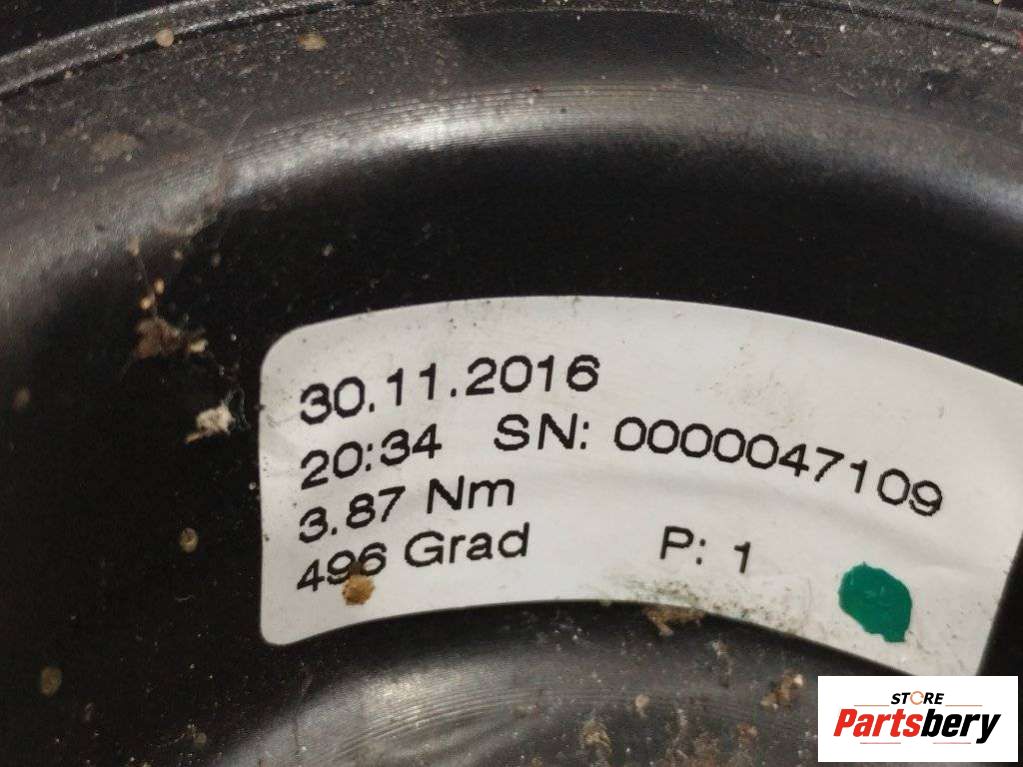 30.11.2016
20:34 SN: 0000047109
3.87 Nm
496 Grad P: 1
STORE
Partsbery